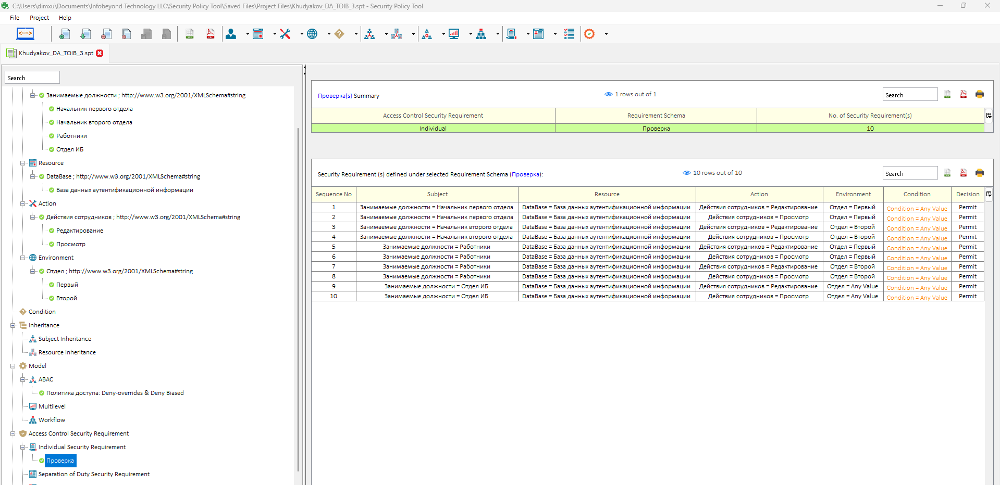 C:\Users\dimxu\Documents\Infobeyond Technology LLC\Security Policy Tool\Saved Files\Project Files\Khudyakov_DA_TOIB_3.spt - Security Policy Tool
File Project Help
Khudyakov_DA_TOIB_3.spt
Search
Занимаемые должности ; http://www.w3.org/2001/XMLSchema#string
Начальник первого отдела
Начальник второго отдела
Работники
Отдел ИБ
Resource
DataBase ; http://www.w3.org/2001/XMLSchema#string
База данных аутентификационной информации
Action
Действия сотрудников ; http://www.w3.org/2001/XMLSchema#string
Редактирование
Просмотр
Environment
Отдел ; http://www.w3.org/2001/XMLSchema#string
Первый
Второй
Condition
Inheritance
Subject Inheritance
Resource Inheritance
Model
ABAC
Политика доступа: Deny-overrides & Deny Biased
Multilevel
Workflow
Access Control Security Requirement
Individual Security Requirement
Проверка
Separation of Duty Security Requirement
Проверка(s) Summary 1 rows out of 1 Search
Access Control Security Requirement Requirement Schema No. of Security Requirement(s)
Individual Проверка 10
Security Requirement (s) defined under selected Requirement Schema (Проверка): 10 rows out of 10 Search
Sequence No Subject Resource Action Environment Condition Decision
1 Занимаемые должности = Начальник первого отдела DataBase = База данных аутентификационной информации Действия сотрудников = Редактирование Отдел = Первый Condition = Any Value Permit
2 Занимаемые должности = Начальник первого отдела DataBase = База данных аутентификационной информации Действия сотрудников = Просмотр Отдел = Первый Condition = Any Value Permit
3 Занимаемые должности = Начальник второго отдела DataBase = База данных аутентификационной информации Действия сотрудников = Редактирование Отдел = Второй Condition = Any Value Permit
4 Занимаемые должности = Начальник второго отдела DataBase = База данных аутентификационной информации Действия сотрудников = Просмотр Отдел = Второй Condition = Any Value Permit
5 Занимаемые должности = Работники DataBase = База данных аутентификационной информации Действия сотрудников = Редактирование Отдел = Первый Condition = Any Value Permit
6 Занимаемые должности = Работники DataBase = База данных аутентификационной информации Действия сотрудников = Просмотр Отдел = Первый Condition = Any Value Permit
7 Занимаемые должности = Работники DataBase = База данных аутентификационной информации Действия сотрудников = Редактирование Отдел = Второй Condition = Any Value Permit
8 Занимаемые должности = Работники DataBase = База данных аутентификационной информации Действия сотрудников = Просмотр Отдел = Второй Condition = Any Value Permit
9 Занимаемые должности = Отдел ИБ DataBase = База данных аутентификационной информации Действия сотрудников = Редактирование Отдел = Any Value Condition = Any Value Permit
10 Занимаемые должности = Отдел ИБ DataBase = База данных аутентификационной информации Действия сотрудников = Просмотр Отдел = Any Value Condition = Any Value Permit